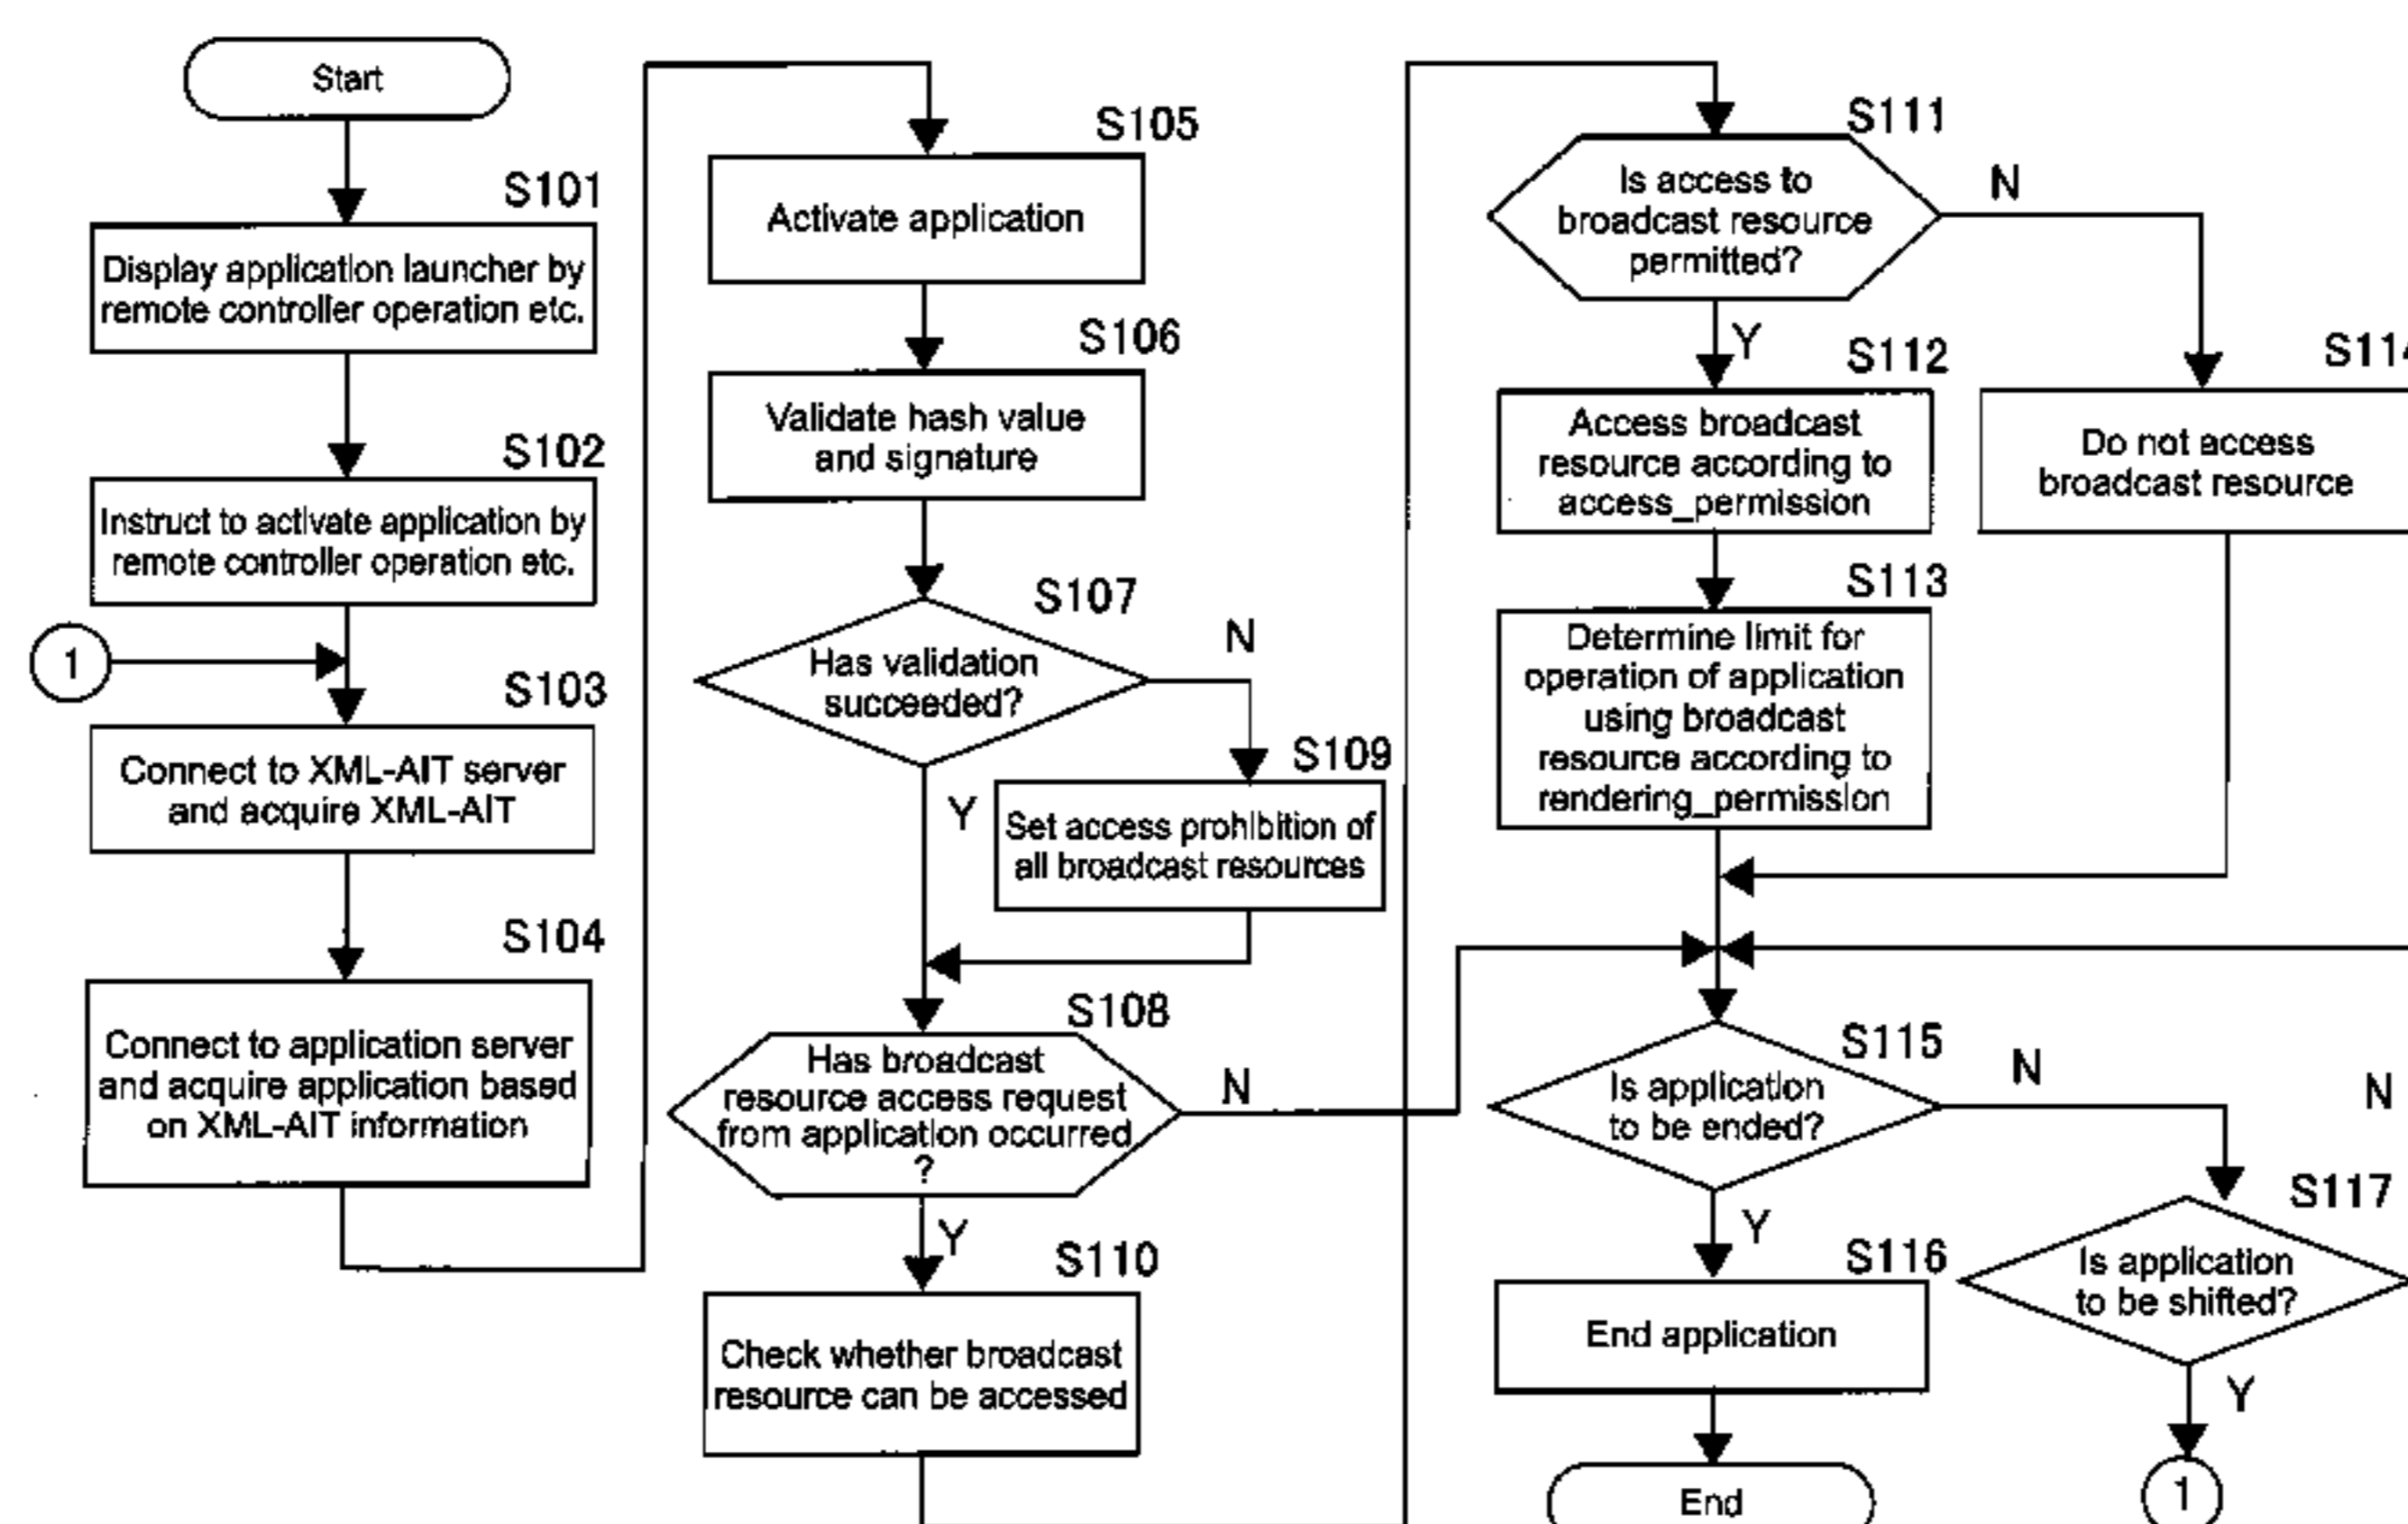 Start
S101
Display application launcher by
remote controller operation etc.
S102
Instruct to activate application by
remote controller operation etc.
1
S103
Connect to XML-AIT server
and acquire XML-AIT
S104
Connect to application server
and acquire application based
on XML-AIT information
S105
Activate application
S106
Validate hash value
and signature
S107
Has validation
succeeded?
N
Y
S109
Set access prohibition of
all broadcast resources
S108
Has broadcast
resource access request
from application occurred
?
N
Y
S110
Check whether broadcast
resource can be accessed
S111
Is access to
broadcast resource
permitted?
N
Y
S112
Access broadcast
resource according to
access_permission
S114
Do not access
broadcast resource
S113
Determine limit for
operation of application
using broadcast
resource according to
rendering_permission
S115
Is application
to be ended?
N
N
Y
S116
End application
S117
Is application
to be shifted?
Y
End
1